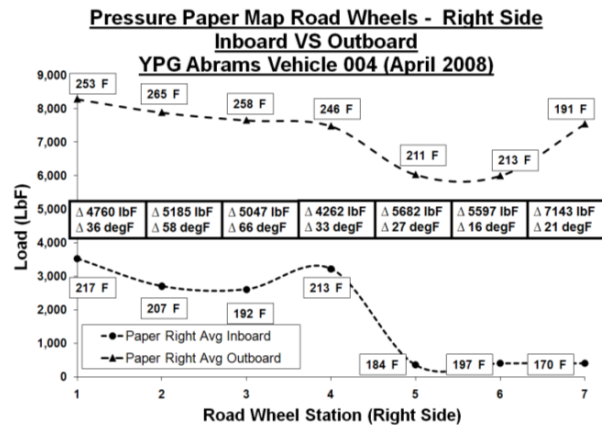 Pressure Paper Map Road Wheels - Right Side
Inboard VS Outboard
YPG Abrams Vehicle 004 (April 2008)
9,000
8,000
7,000
6,000
5,000
4,000
3,000
2,000
1,000
0
Load (LbF)
253 F
265 F
258 F
246 F
211 F
213 F
191 F
Δ 4760 lbF
Δ 36 degF
Δ 5185 lbF
Δ 58 degF
Δ 5047 lbF
Δ 66 degF
Δ 4262 lbF
Δ 33 degF
Δ 5682 lbF
Δ 27 degF
Δ 5597 lbF
Δ 16 degF
Δ 7143 lbF
Δ 21 degF
217 F
207 F
192 F
213 F
184 F
197 F
170 F
Paper Right Avg Inboard
Paper Right Avg Outboard
1 2 3 4 5 6 7
Road Wheel Station (Right Side)